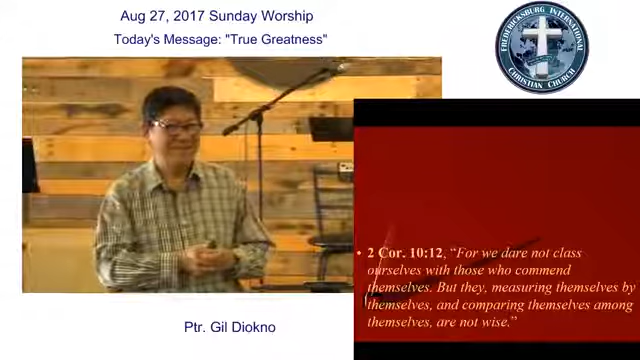 Aug 27, 2017 Sunday Worship
Today's Message: "True Greatness"
FREDERICKSBURG INTERNATIONAL
CHRISTIAN CHURCH
• 2 Cor. 10:12, “For we dare not class
ourselves with those who commend
themselves. But they, measuring themselves by
themselves, and comparing themselves among
themselves, are not wise.”
Ptr. Gil Diokno